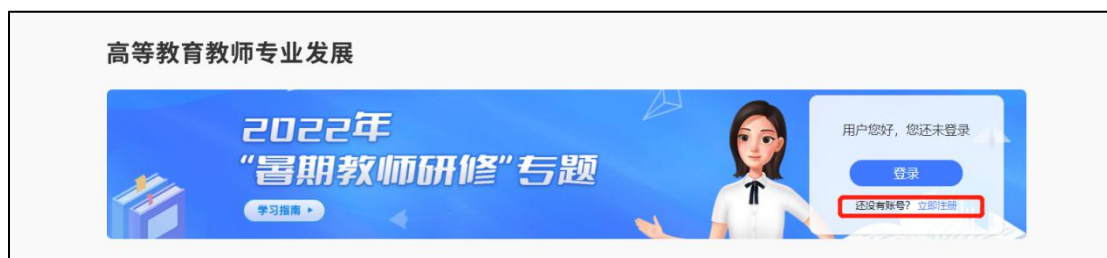 高等教育教师专业发展
2022年
“暑期教师研修”专题
学习指南
用户您好，您还未登录
登录
还没有账号？ 立即注册